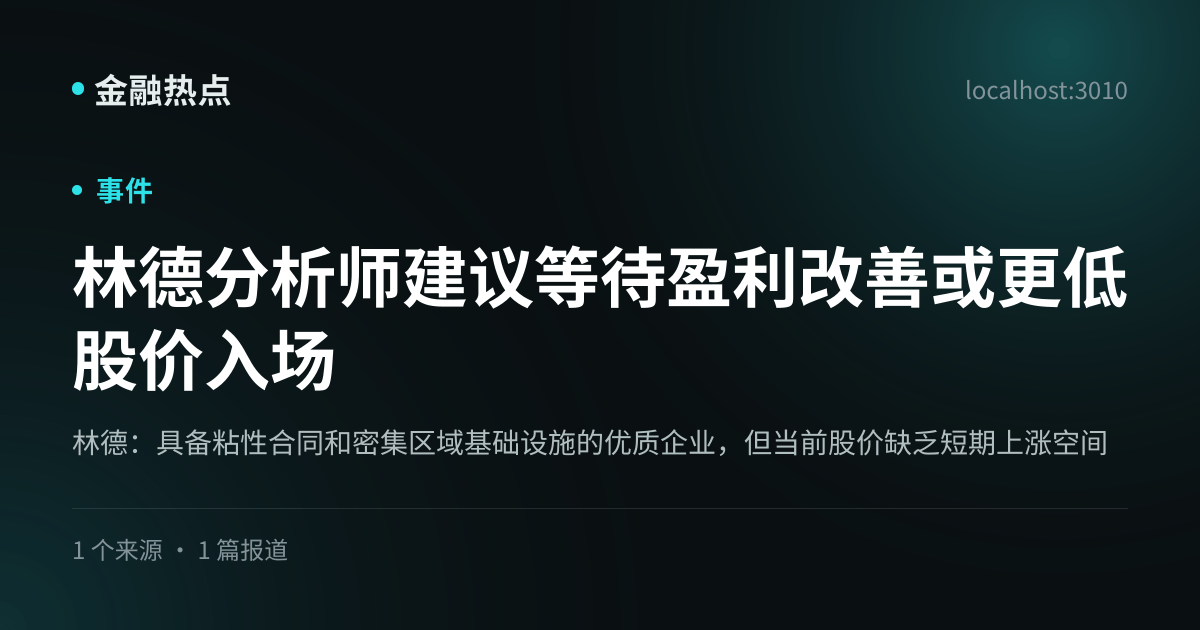 金融热点
localhost:3010
事件
林德分析师建议等待盈利改善或更低
股价入场
林德：具备粘性合同和密集区域基础设施的优质企业，但当前股价缺乏短期上涨空间
1 个来源 · 1 篇报道